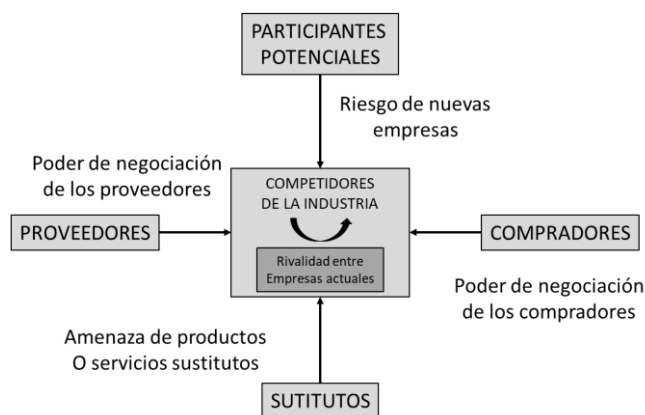 PARTICIPANTES
POTENCIALES
Riesgo de nuevas
empresas
Poder de negociación
de los proveedores
COMPETIDORES
DE LA INDUSTRIA
PROVEEDORES
COMPRADORES
Rivalidad entre
Empresas actuales
Poder de negociación
de los compradores
Amenaza de productos
O servicios sustitutos
SUTITUTOS